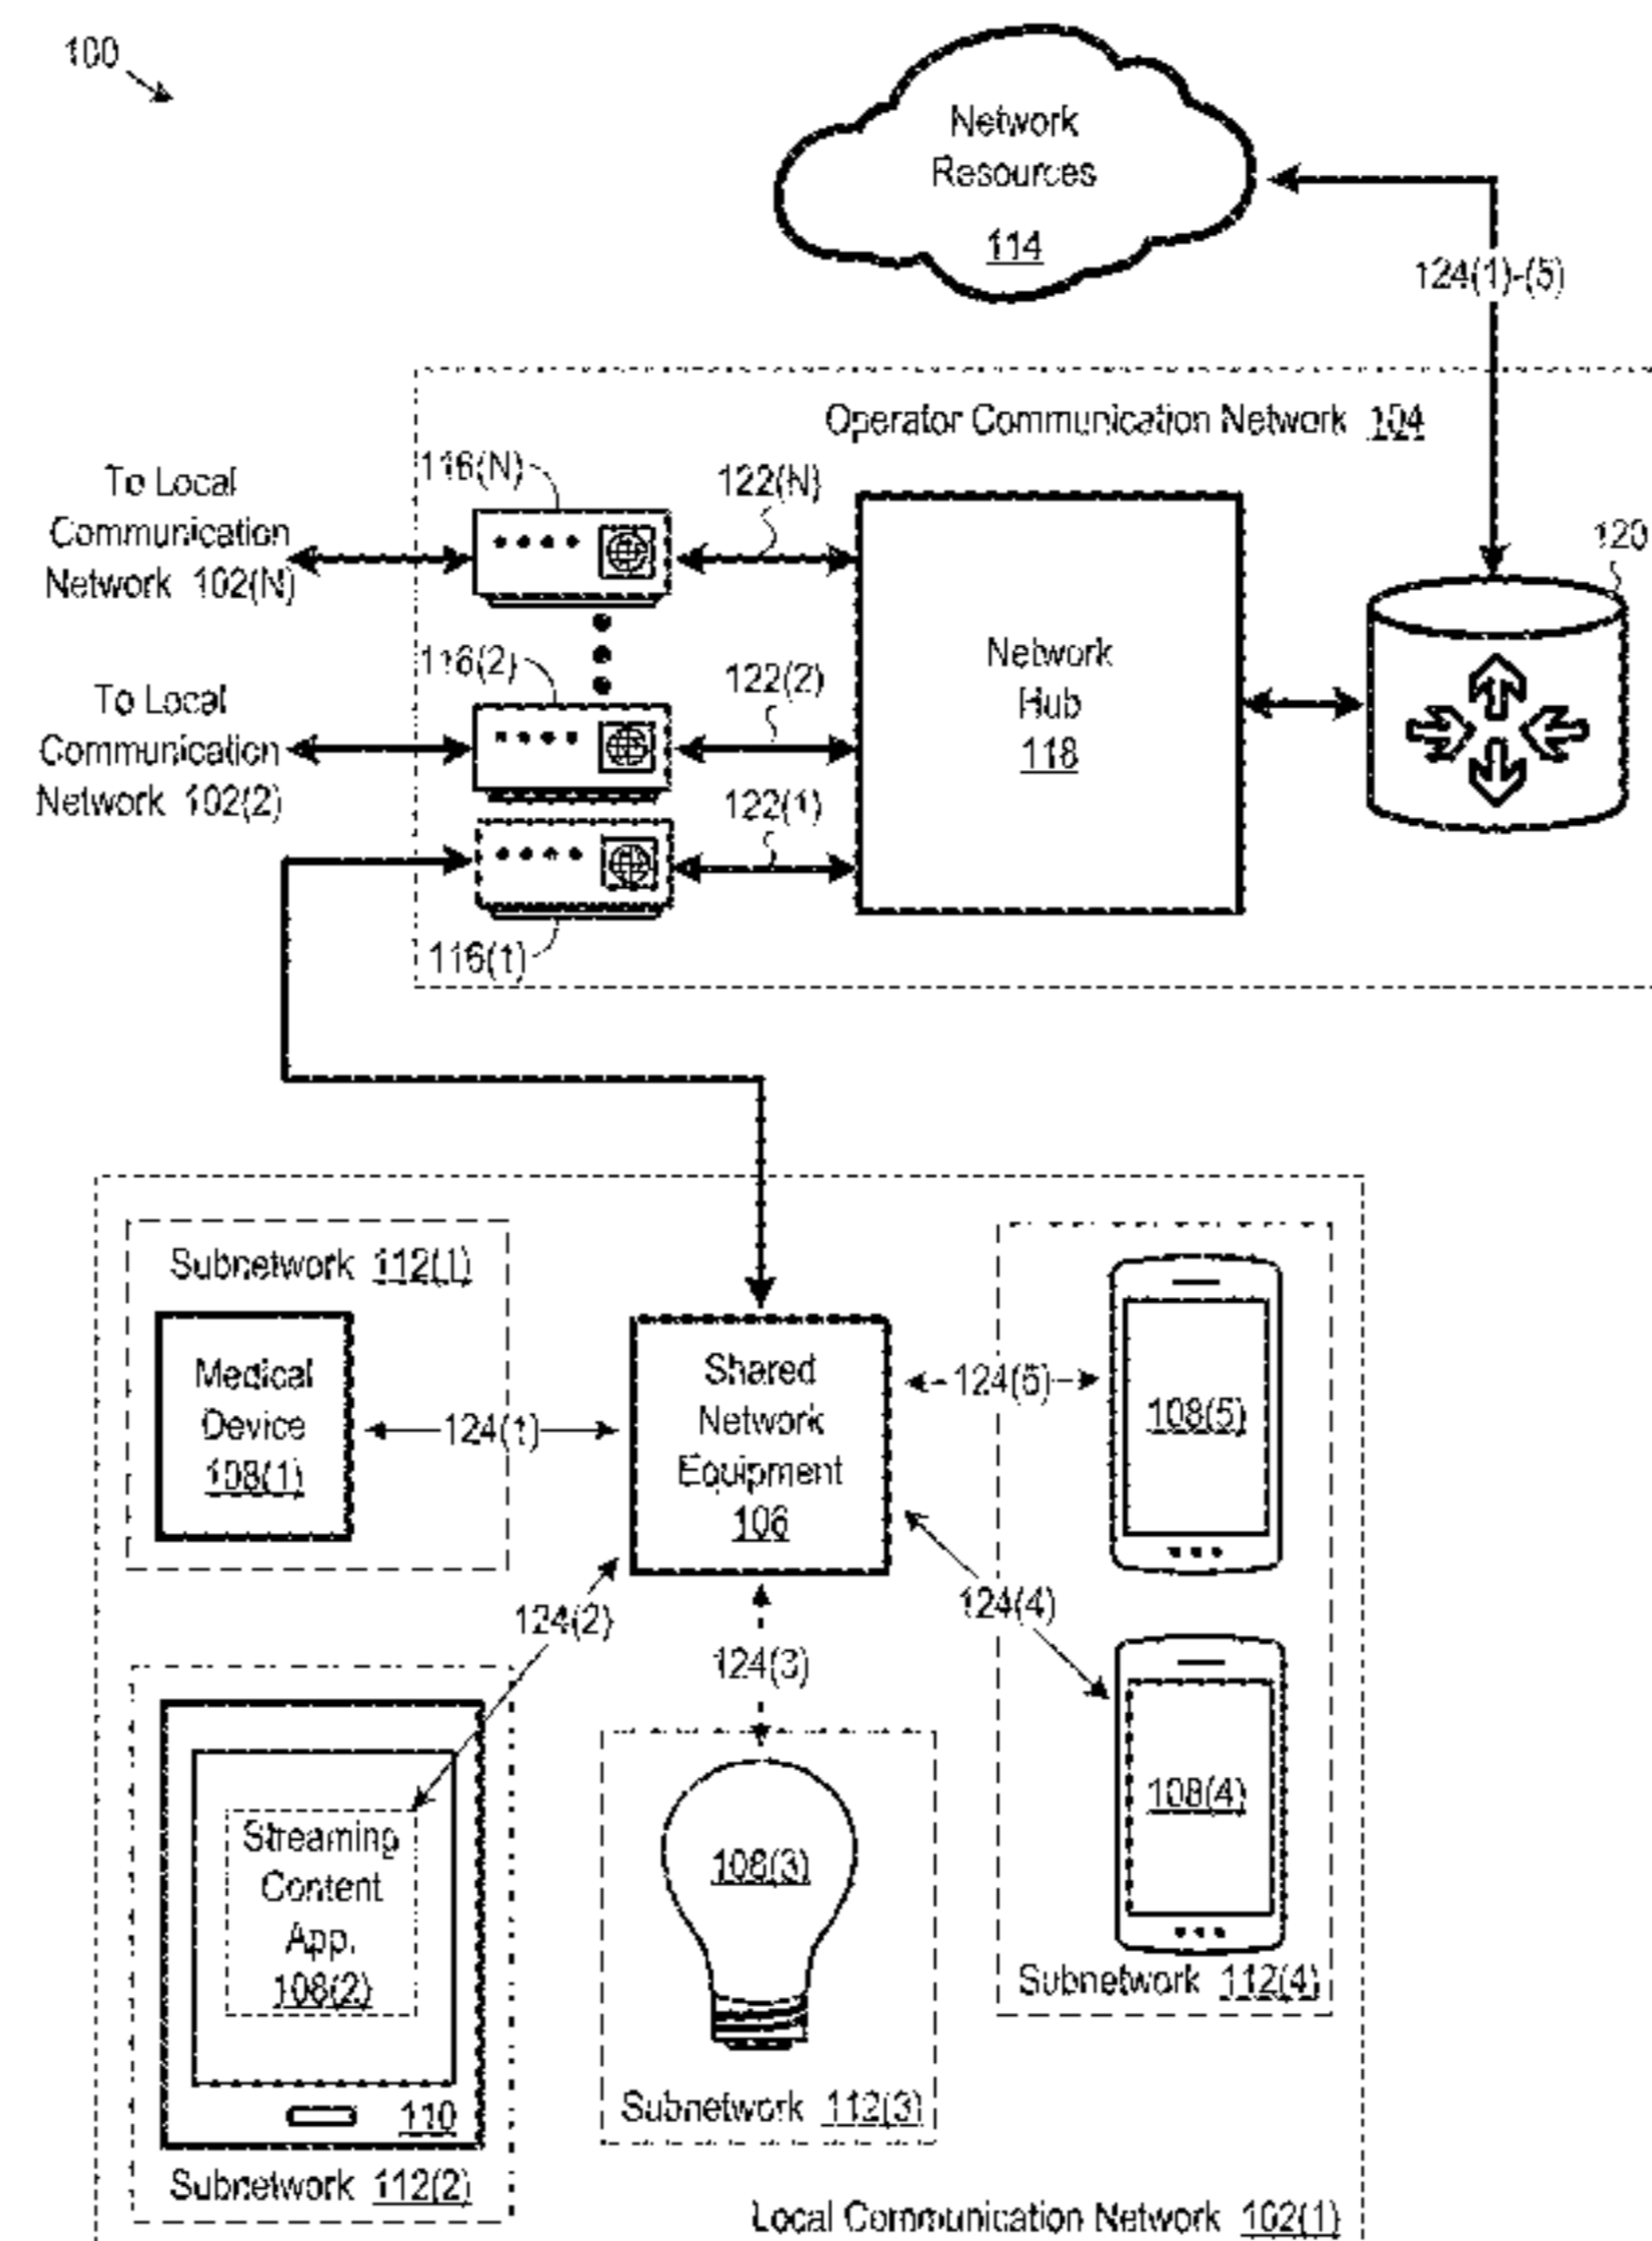 100
Network
Resources
114
124(1)-(5)
Operator Communication Network 104
To Local
Communication
Network 102(N)
116(N)
122(N)
120
Network
Hub
118
To Local
Communication
Network 102(2)
116(2)
122(2)
122(1)
116(1)
Subnetwork 112(1)
Medical
Device
108(1)
124(1)
Shared
Network
Equipment
106
124(5)
108(5)
124(2)
124(3)
124(4)
108(4)
Subnetwork 112(4)
Streaming
Content
App.
108(2)
110
Subnetwork 112(2)
108(3)
Subnetwork 112(3)
Local Communication Network 102(1)